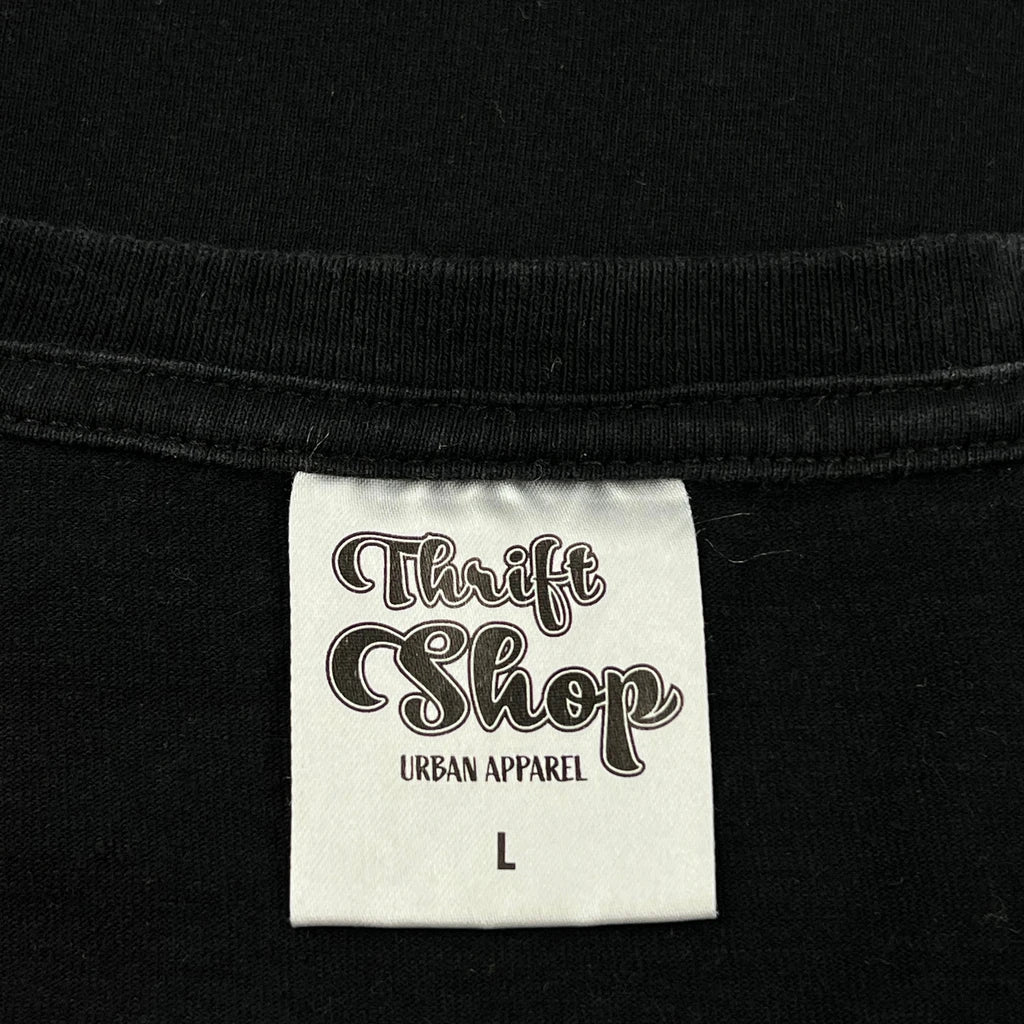 Thrift
Shop
URBAN APPAREL
L